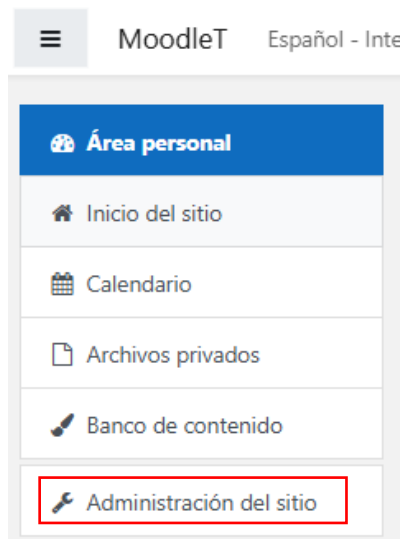 MoodleT Español - Inte
Área personal
Inicio del sitio
Calendario
Archivos privados
Banco de contenido
Administración del sitio